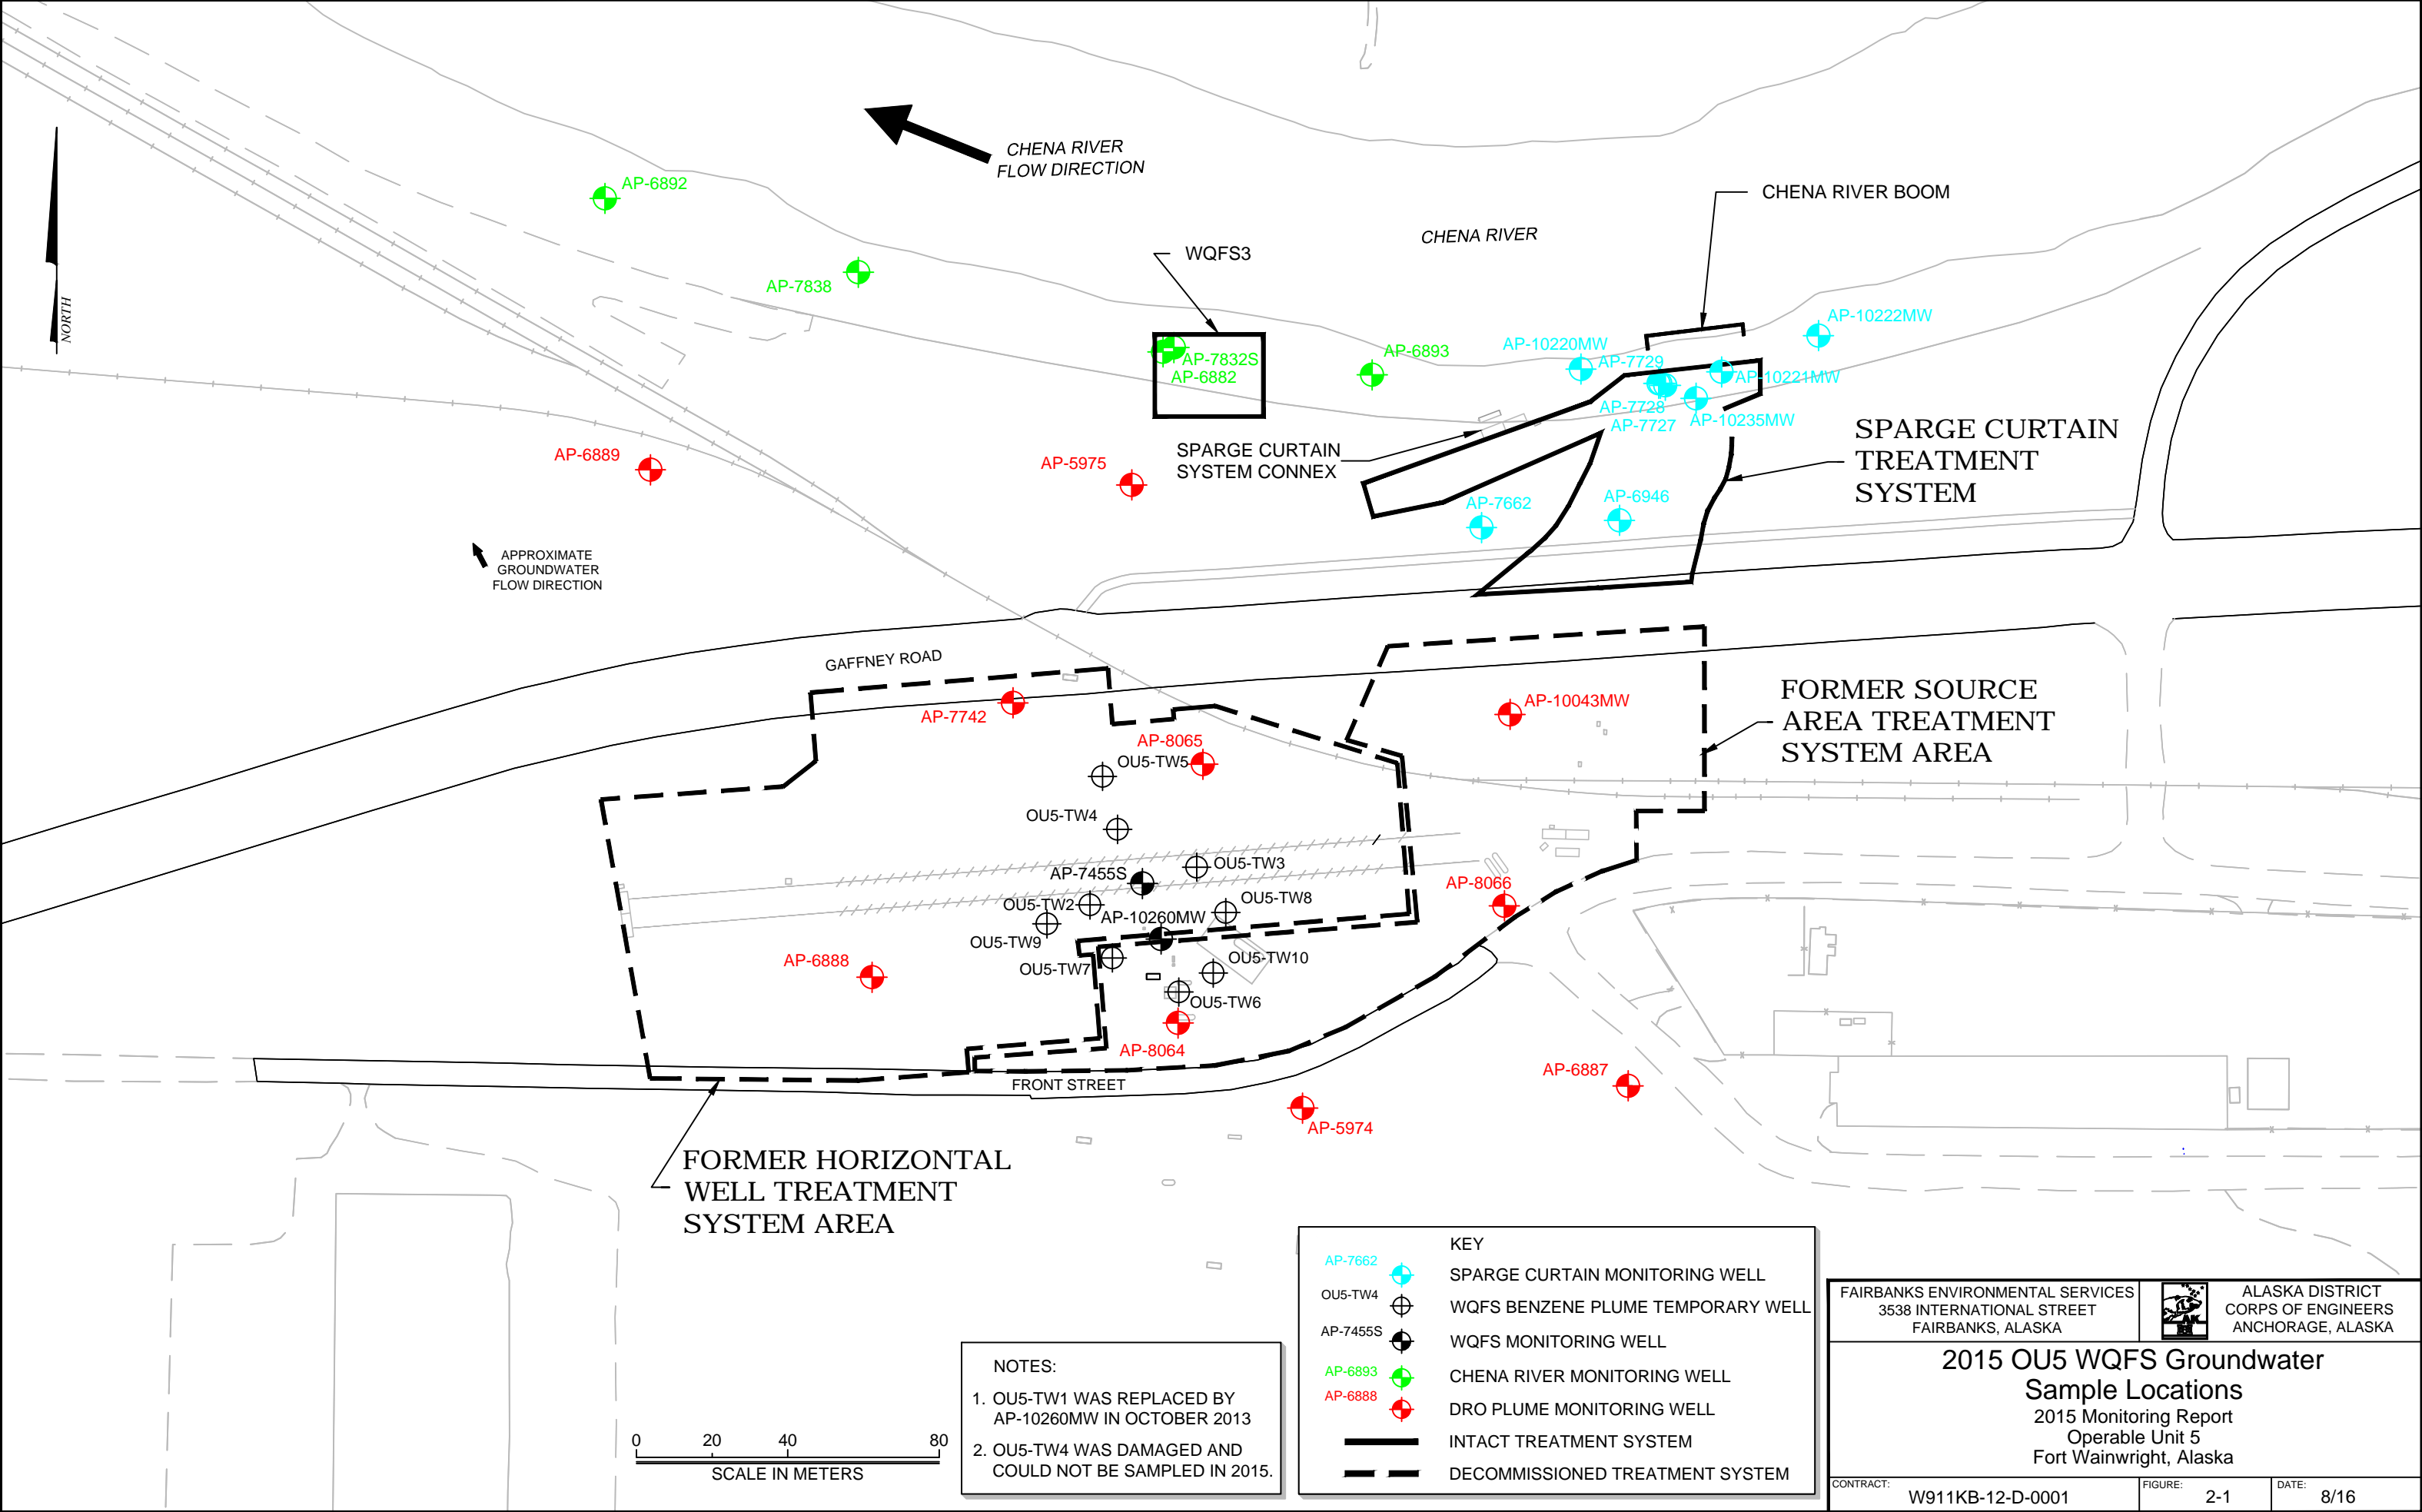 CHENA RIVER
FLOW DIRECTION
AP-6892
CHENA RIVER BOOM
CHENA RIVER
WQFS3
AP-7838
NORTH
AP-10222MW
AP-10220MW
AP-6893
AP-7729
AP-7832S
AP-6882
AP-10221MW
AP-7728
AP-7727
AP-10235MW
SPARGE CURTAIN
TREATMENT
SYSTEM
SPARGE CURTAIN
SYSTEM CONNEX
AP-6889
AP-5975
AP-7662
AP-6946
APPROXIMATE
GROUNDWATER
FLOW DIRECTION
GAFFNEY ROAD
AP-7742
AP-10043MW
FORMER SOURCE
AREA TREATMENT
SYSTEM AREA
AP-8065
OU5-TW5
OU5-TW4
OU5-TW3
AP-7455S
AP-8066
OU5-TW2
OU5-TW8
AP-10260MW
OU5-TW9
OU5-TW7
OU5-TW10
AP-6888
OU5-TW6
AP-8064
AP-6887
FRONT STREET
AP-5974
FORMER HORIZONTAL
WELL TREATMENT
SYSTEM AREA
0 20 40 80
SCALE IN METERS
NOTES:
1. OU5-TW1 WAS REPLACED BY
AP-10260MW IN OCTOBER 2013
2. OU5-TW4 WAS DAMAGED AND
COULD NOT BE SAMPLED IN 2015.
KEY
AP-7662 SPARGE CURTAIN MONITORING WELL
OU5-TW4 WQFS BENZENE PLUME TEMPORARY WELL
AP-7455S WQFS MONITORING WELL
AP-6893 CHENA RIVER MONITORING WELL
AP-6888 DRO PLUME MONITORING WELL
INTACT TREATMENT SYSTEM
DECOMMISSIONED TREATMENT SYSTEM
FAIRBANKS ENVIRONMENTAL SERVICES
3538 INTERNATIONAL STREET
FAIRBANKS, ALASKA
AK
ALASKA DISTRICT
CORPS OF ENGINEERS
ANCHORAGE, ALASKA
2015 OU5 WQFS Groundwater
Sample Locations
2015 Monitoring Report
Operable Unit 5
Fort Wainwright, Alaska
CONTRACT: W911KB-12-D-0001
FIGURE: 2-1
DATE: 8/16